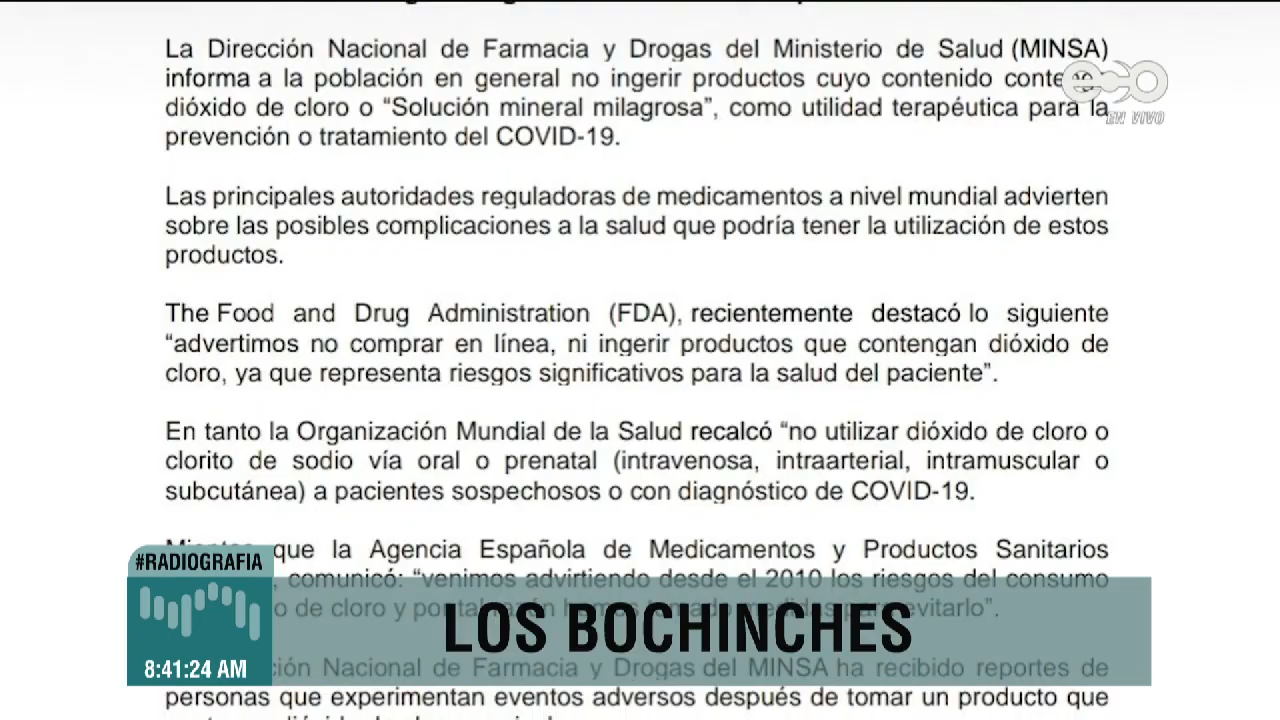 La Dirección Nacional de Farmacia y Drogas del Ministerio de Salud (MINSA)
informa a la población en general no ingerir productos cuyo contenido
dióxido de cloro o “Solución mineral milagrosa”, como utilidad terapéutica para la
prevención o tratamiento del COVID-19.
Las principales autoridades reguladoras de medicamentos a nivel mundial advierten
sobre las posibles complicaciones a la salud que podría tener la utilización de estos
productos.
The Food and Drug Administration (FDA), recientemente destacó lo siguiente
“advertimos no comprar en línea, ni ingerir productos que contengan dióxido de
cloro, ya que representa riesgos significativos para la salud del paciente”.
En tanto la Organización Mundial de la Salud recalcó “no utilizar dióxido de cloro o
clorito de sodio vía oral o prenatal (intravenosa, intraarterial, intramuscular o
subcutánea) a pacientes sospechosos o con diagnóstico de COVID-19.
que la Agencia Española de Medicamentos y Productos Sanitarios
comunicó: “venimos advirtiendo desde el 2010 los riesgos del consumo
de cloro y evitarlo”.
Nacional de Farmacia y Drogas del MINSA ha recibido reportes de
personas que experimentan eventos adversos después de tomar un producto que
eco
EN VIVO
#RADIOGRAFIA
8:41:24 AM
LOS BOCHINCHES